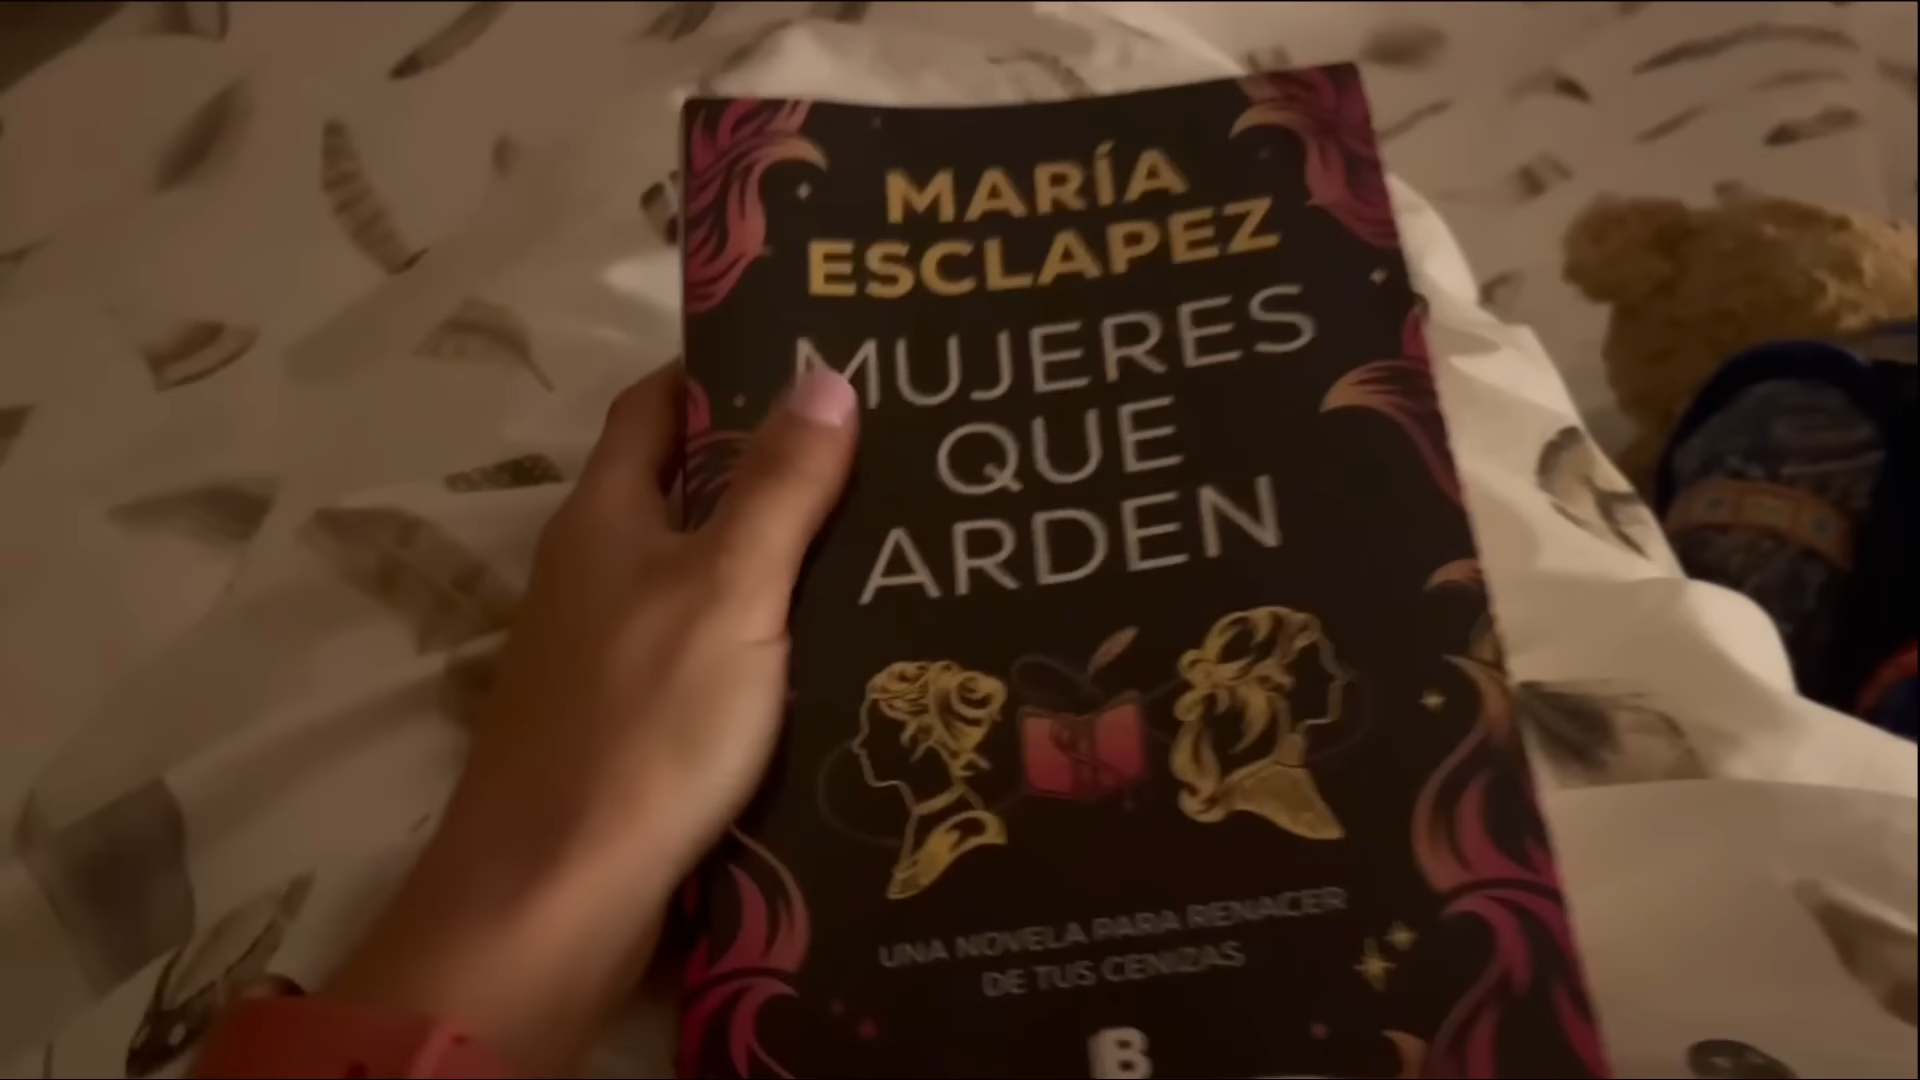 MARÍA
ESCLAPEZ
MUJERES
QUE
ARDEN
UNA NOVELA PARA RENACER
DE TUS CENIZAS
B